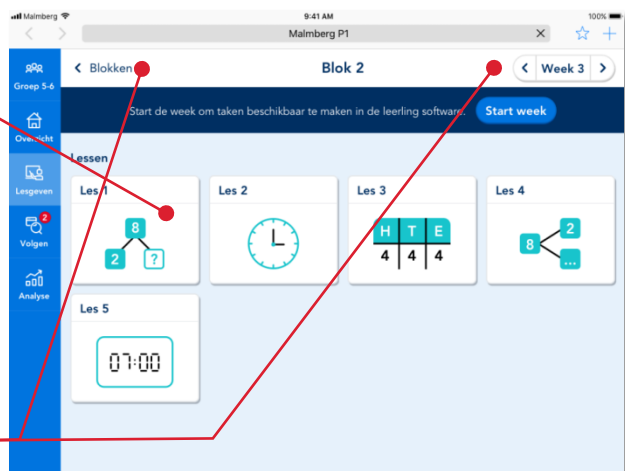 Malmberg
9:41 AM
100%
Malmberg P1
Groep 5-6
Overzicht
Lesgeven
2
Volgen
Analyse
Blokken
Blok 2
Week 3
Start de week om taken beschikbaar te maken in de leerling software.
Start week
Lessen
Les 1
8
2 ?
Les 2
Les 3
H T E
4 4 4
Les 4
8
2
...
Les 5
07:00